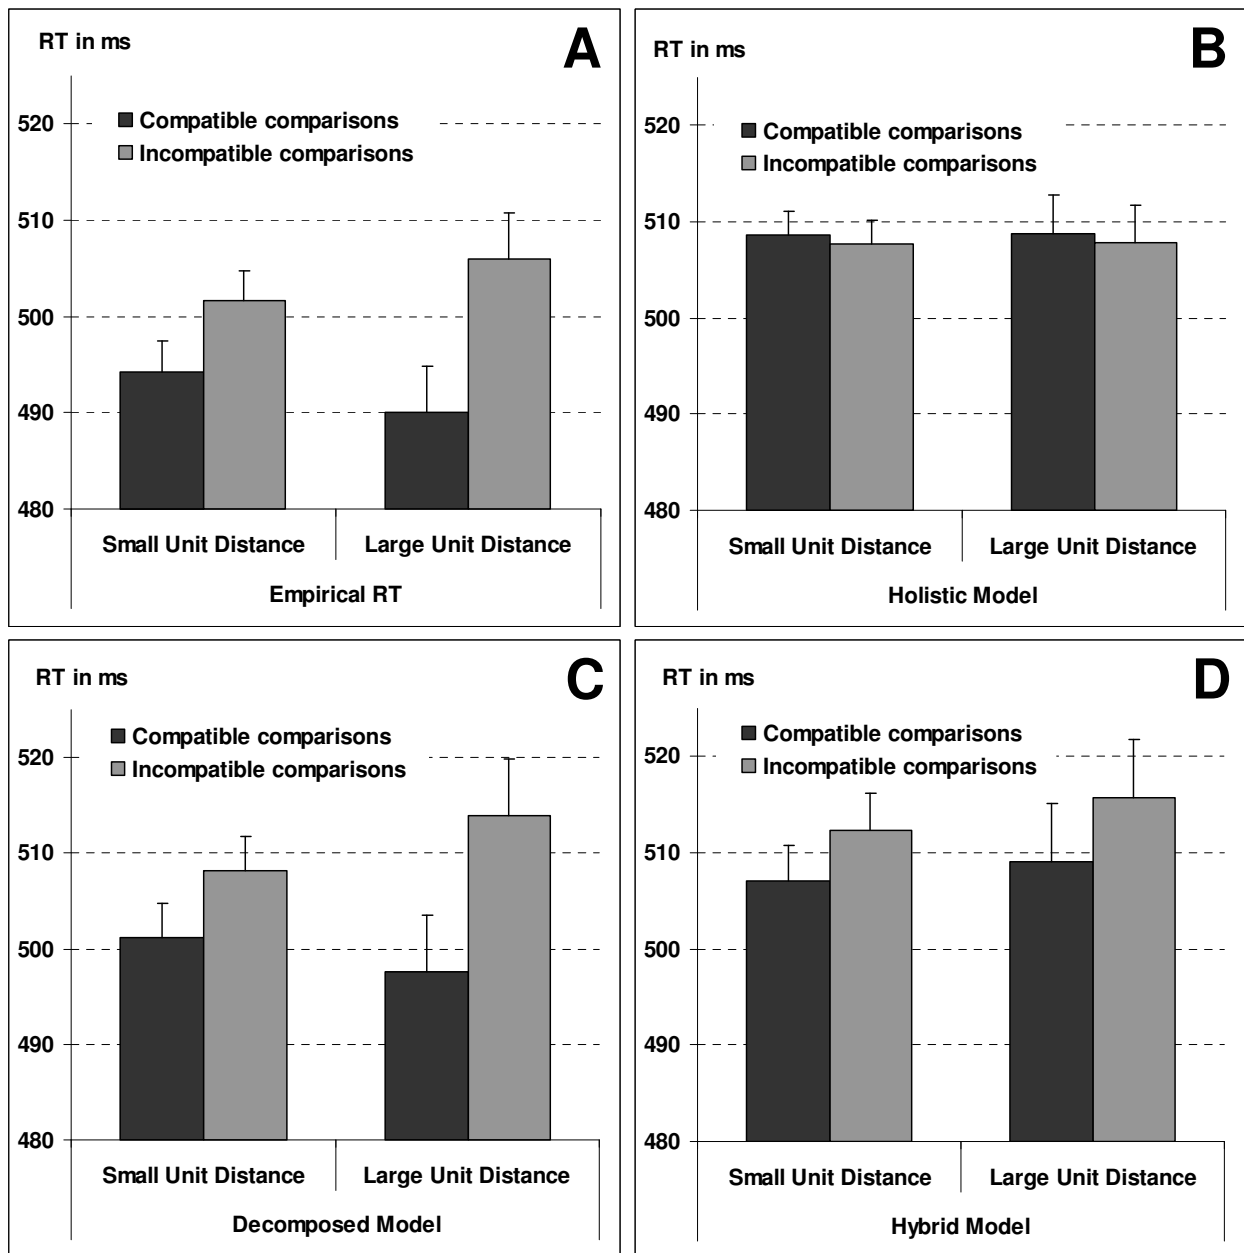 RT in ms
A
520
510
500
490
480
Compatible comparisons
Incompatible comparisons
Small Unit Distance
Large Unit Distance
Empirical RT
RT in ms
B
520
510
500
490
480
Compatible comparisons
Incompatible comparisons
Small Unit Distance
Large Unit Distance
Holistic Model
RT in ms
C
520
510
500
490
480
Compatible comparisons
Incompatible comparisons
Small Unit Distance
Large Unit Distance
Decomposed Model
RT in ms
D
520
510
500
490
480
Compatible comparisons
Incompatible comparisons
Small Unit Distance
Large Unit Distance
Hybrid Model